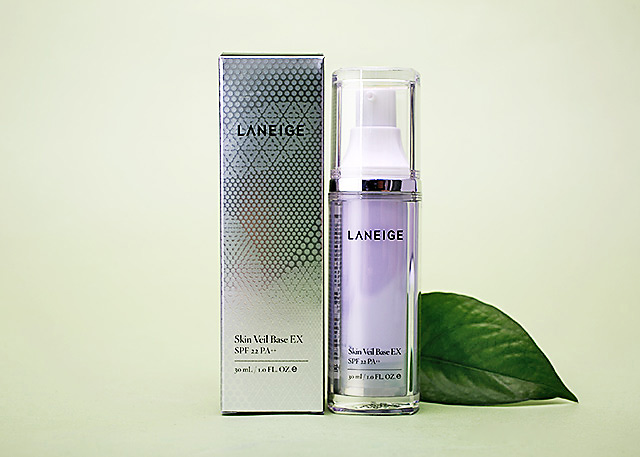 LANEIGE
Skin Veil Base EX
SPF 22 PA++
30 ml. / 1.0 FL. OZ. e
LANEIGE
Skin Veil Base EX
SPF 22 PA++
30 ml / 1.0 FL. OZ. e